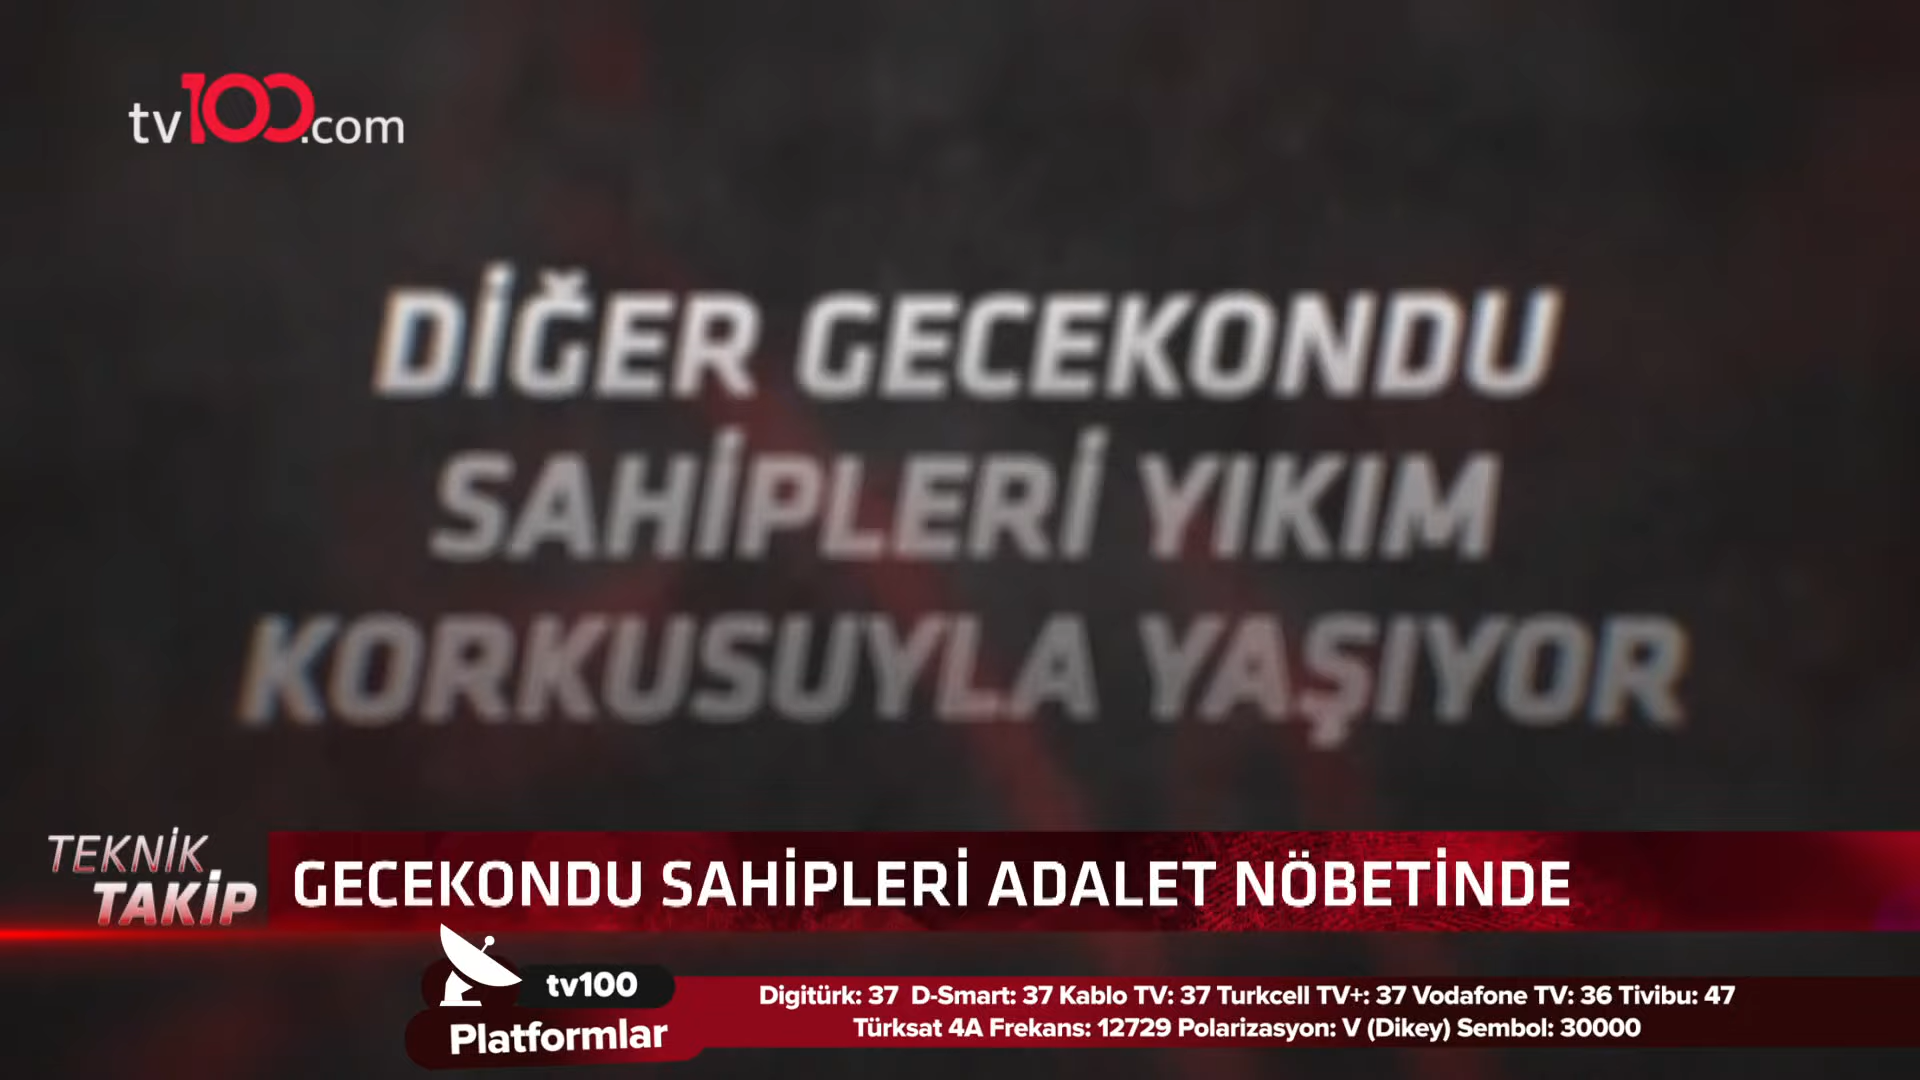 tv100.com
DİĞER GECEKONDU
SAHİPLERİ YIKIM
KORKUSUYLA YAŞIYOR
TEKNİK
TAKİP
GECEKONDU SAHİPLERİ ADALET NÖBETİNDE
tv100
Platformlar
Digitürk: 37 D-Smart: 37 Kablo TV: 37 Turkcell TV+: 37 Vodafone TV: 36 Tivibu: 47
Türksat 4A Frekans: 12729 Polarizasyon: V (Dikey) Sembol: 30000